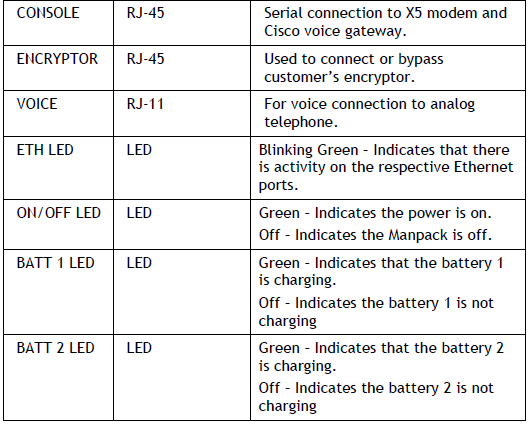 CONSOLE RJ-45 Serial connection to X5 modem and
Cisco voice gateway.
ENCRYPTOR RJ-45 Used to connect or bypass
customer's encryptor.
VOICE RJ-11 For voice connection to analog
telephone.
ETH LED LED Blinking Green – Indicates that there
is activity on the respective Ethernet
ports.
ON/OFF LED LED Green – Indicates the power is on.
Off – Indicates the Manpack is off.
BATT 1 LED LED Green – Indicates that the battery 1
is charging.
Off – Indicates the battery 1 is not
charging
BATT 2 LED LED Green – Indicates that the battery 2
is charging.
Off – Indicates the battery 2 is not
charging